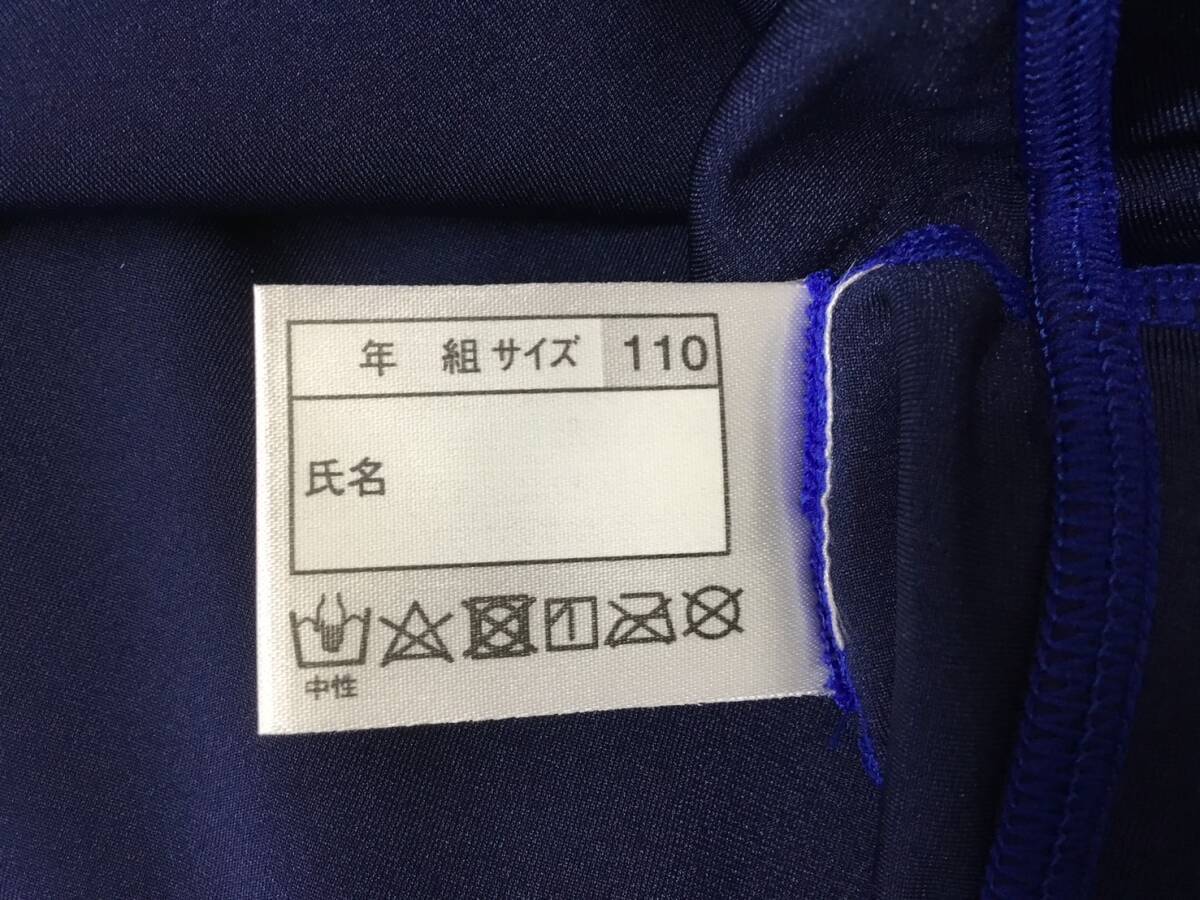 年 組 サイズ 110
氏名
中性